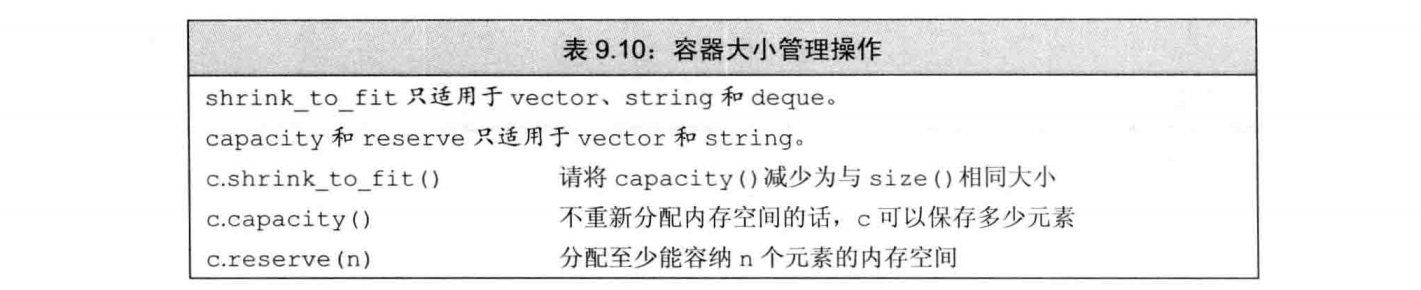 表 9.10：容器大小管理操作
shrink_to_fit 只适用于 vector、string 和 deque。
capacity 和 reserve 只适用于 vector 和 string。
c.shrink_to_fit() 请将 capacity()减少为与 size()相同大小
c.capacity() 不重新分配内存空间的话，c 可以保存多少元素
c.reserve(n) 分配至少能容纳 n 个元素的内存空间